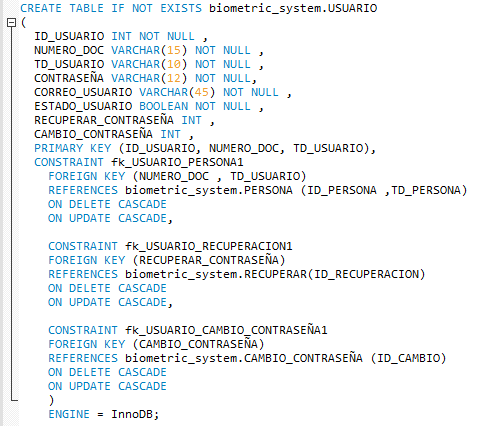 CREATE TABLE IF NOT EXISTS biometric_system.USUARIO
(
ID_USUARIO INT NOT NULL ,
NUMERO_DOC VARCHAR(15) NOT NULL ,
TD_USUARIO VARCHAR(10) NOT NULL ,
CONTRASEÑA VARCHAR(12) NOT NULL,
CORREO_USUARIO VARCHAR(45) NOT NULL ,
ESTADO_USUARIO BOOLEAN NOT NULL ,
RECUPERAR_CONTRASEÑA INT ,
CAMBIO_CONTRASEÑA INT ,
PRIMARY KEY (ID_USUARIO, NUMERO_DOC, TD_USUARIO),
CONSTRAINT fk_USUARIO_PERSONA1
FOREIGN KEY (NUMERO_DOC , TD_USUARIO)
REFERENCES biometric_system.PERSONA (ID_PERSONA ,TD_PERSONA)
ON DELETE CASCADE
ON UPDATE CASCADE,
CONSTRAINT fk_USUARIO_RECUPERACION1
FOREIGN KEY (RECUPERAR_CONTRASEÑA)
REFERENCES biometric_system.RECUPERAR(ID_RECUPERACION)
ON DELETE CASCADE
ON UPDATE CASCADE,
CONSTRAINT fk_USUARIO_CAMBIO_CONTRASEÑA1
FOREIGN KEY (CAMBIO_CONTRASEÑA)
REFERENCES biometric_system.CAMBIO_CONTRASEÑA (ID_CAMBIO)
ON DELETE CASCADE
ON UPDATE CASCADE
)
ENGINE = InnoDB;